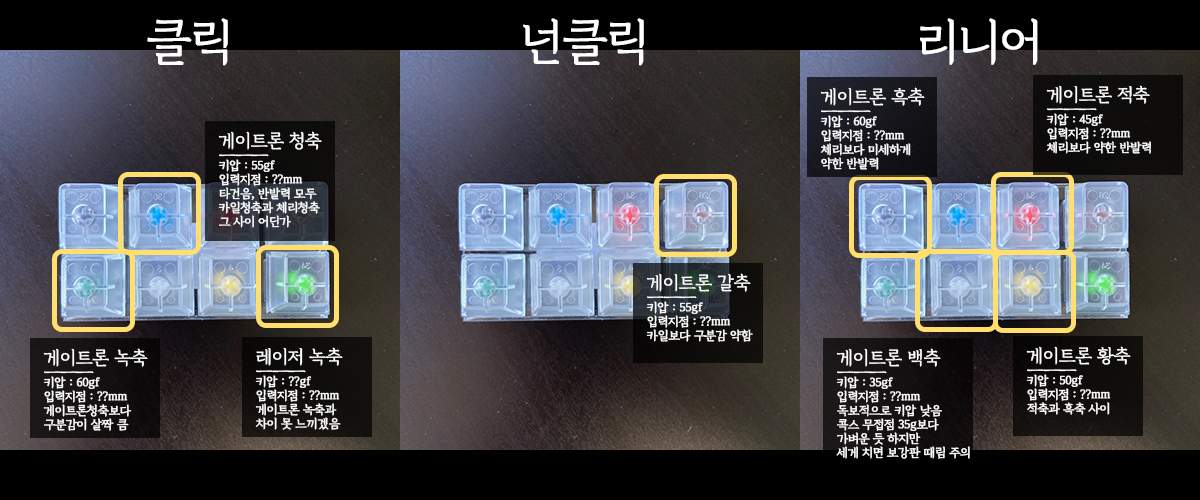 클릭
게이트론 청축
키압 : 55gf
입력지점 : ??mm
타건음, 반발력 모두
카일청축과 체리청축
그 사이 어딘가
게이트론 녹축
키압 : 60gf
입력지점 : ??mm
게이트론청축보다
구분감이 살짝 큼
레이저 녹축
키압 : ??gf
입력지점 : ??mm
게이트론 녹축과
차이 못 느끼겠음
넌클릭
게이트론 갈축
키압 : 55gf
입력지점 : ??mm
카일보다 구분감 약함
리니어
게이트론 흑축
키압 : 60gf
입력지점 : ??mm
체리보다 미세하게
약한 반발력
게이트론 적축
키압 : 45gf
입력지점 : ??mm
체리보다 약한 반발력
게이트론 백축
키압 : 35gf
입력지점 : ??mm
독보적으로 키압 낮음
콕스 무접점 35g보다
가벼운 듯 하지만
세게 치면 보강판 때림 주의
게이트론 황축
키압 : 50gf
입력지점 : ??mm
적축과 흑축 사이